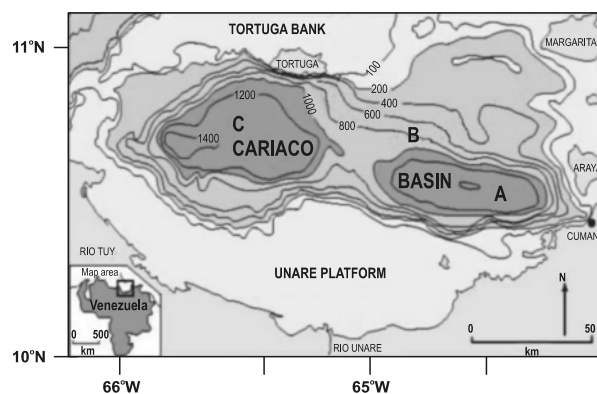 11°N
TORTUGA BANK
MARGARITA
TORTUGA
100
200
400
600
800
1000
1200
1400
C
CARIACO
B
BASIN
A
ARAYA
CUMANA
RIO TUY
Map area
Venezuela
0 500
km
UNARE PLATFORM
RIO UNARE
N
0 50
km
10°N
66°W
65°W